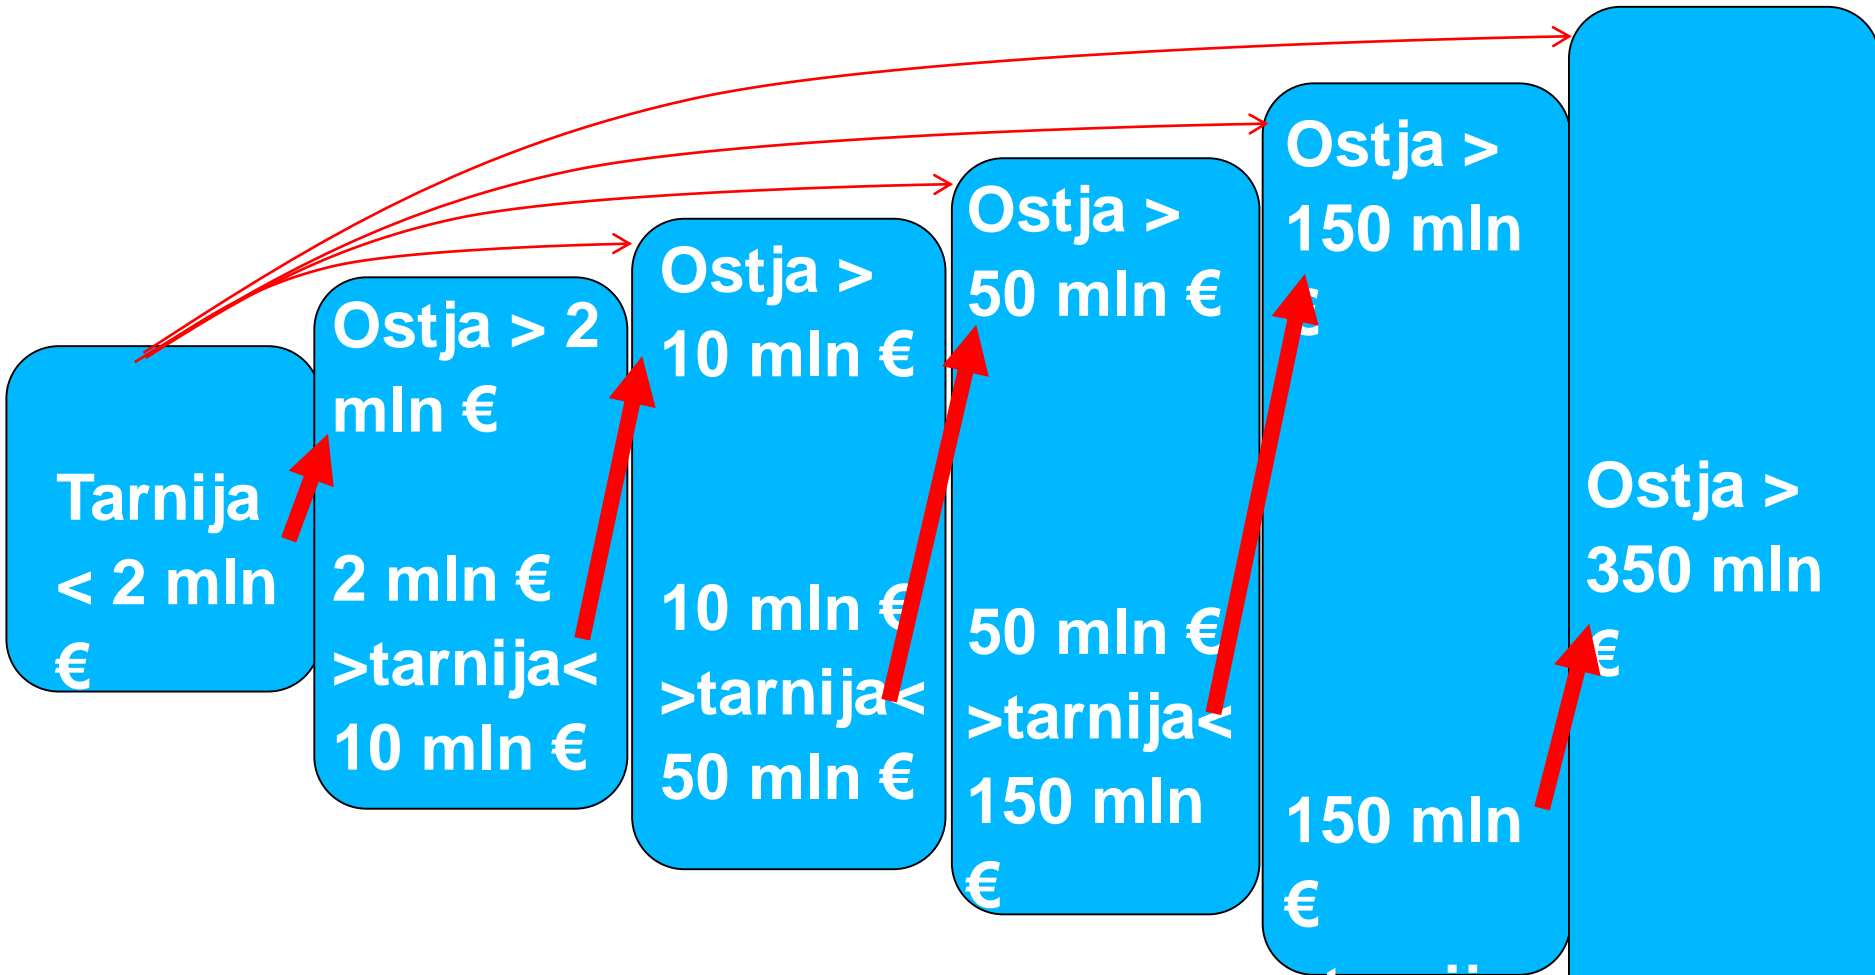 Tarnija
< 2 mln
€
Ostja > 2
mln €
2 mln €
>tarnija<
10 mln €
Ostja >
10 mln €
10 mln €
>tarnija<
50 mln €
Ostja >
50 mln €
50 mln €
>tarnija<
150 mln
€
Ostja >
150 mln
€
150 mln
€
Ostja >
350 mln
€